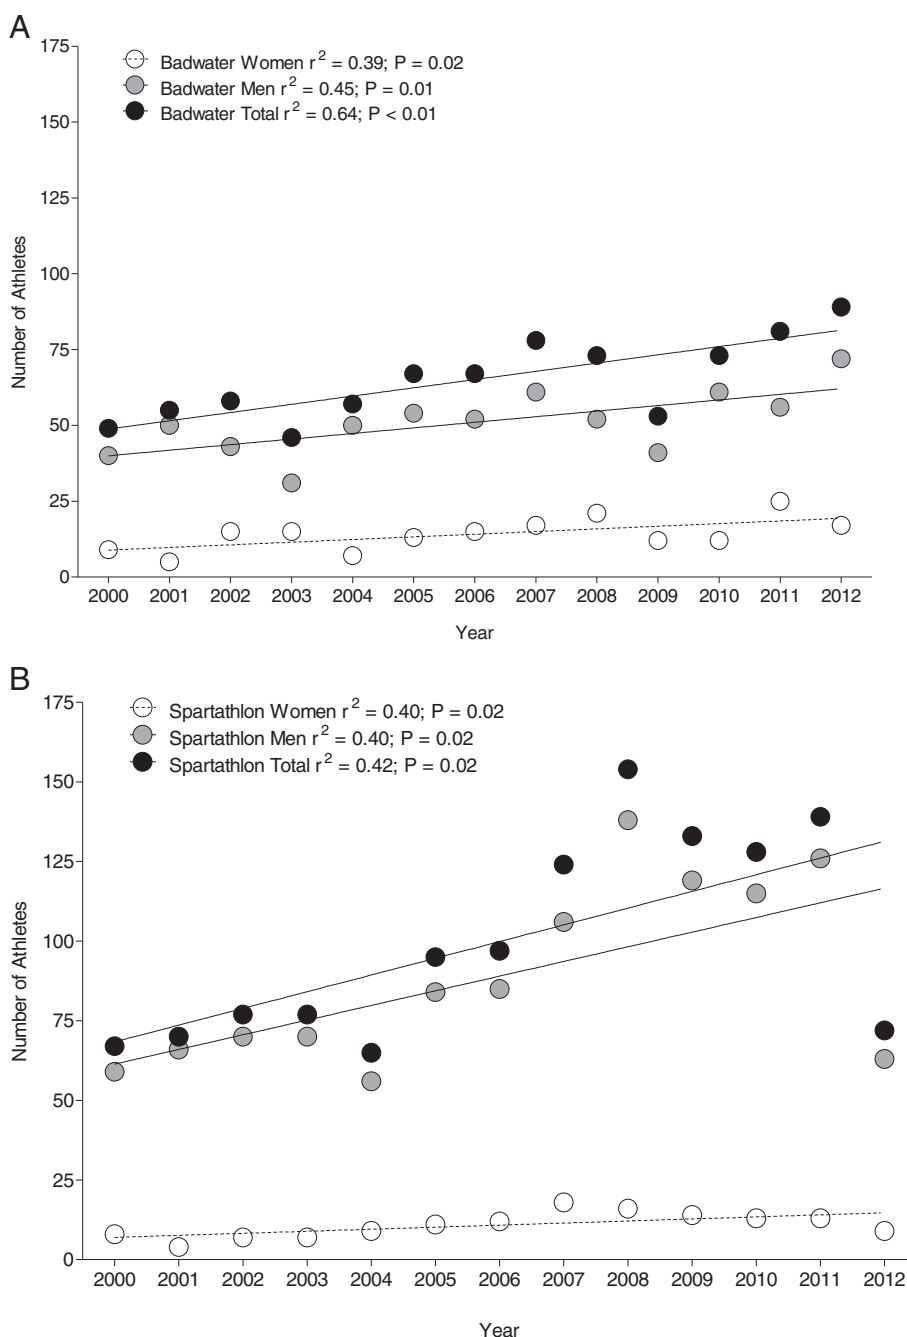 A
175
Badwater Women r² = 0.39; P = 0.02
Badwater Men r² = 0.45; P = 0.01
Badwater Total r² = 0.64; P < 0.01
150
125
100
75
50
25
0
Number of Athletes
2000 2001 2002 2003 2004 2005 2006 2007 2008 2009 2010 2011 2012
Year
B
175
Spartathlon Women r² = 0.40; P = 0.02
Spartathlon Men r² = 0.40; P = 0.02
Spartathlon Total r² = 0.42; P = 0.02
150
125
100
75
50
25
0
Number of Athletes
2000 2001 2002 2003 2004 2005 2006 2007 2008 2009 2010 2011 2012
Year